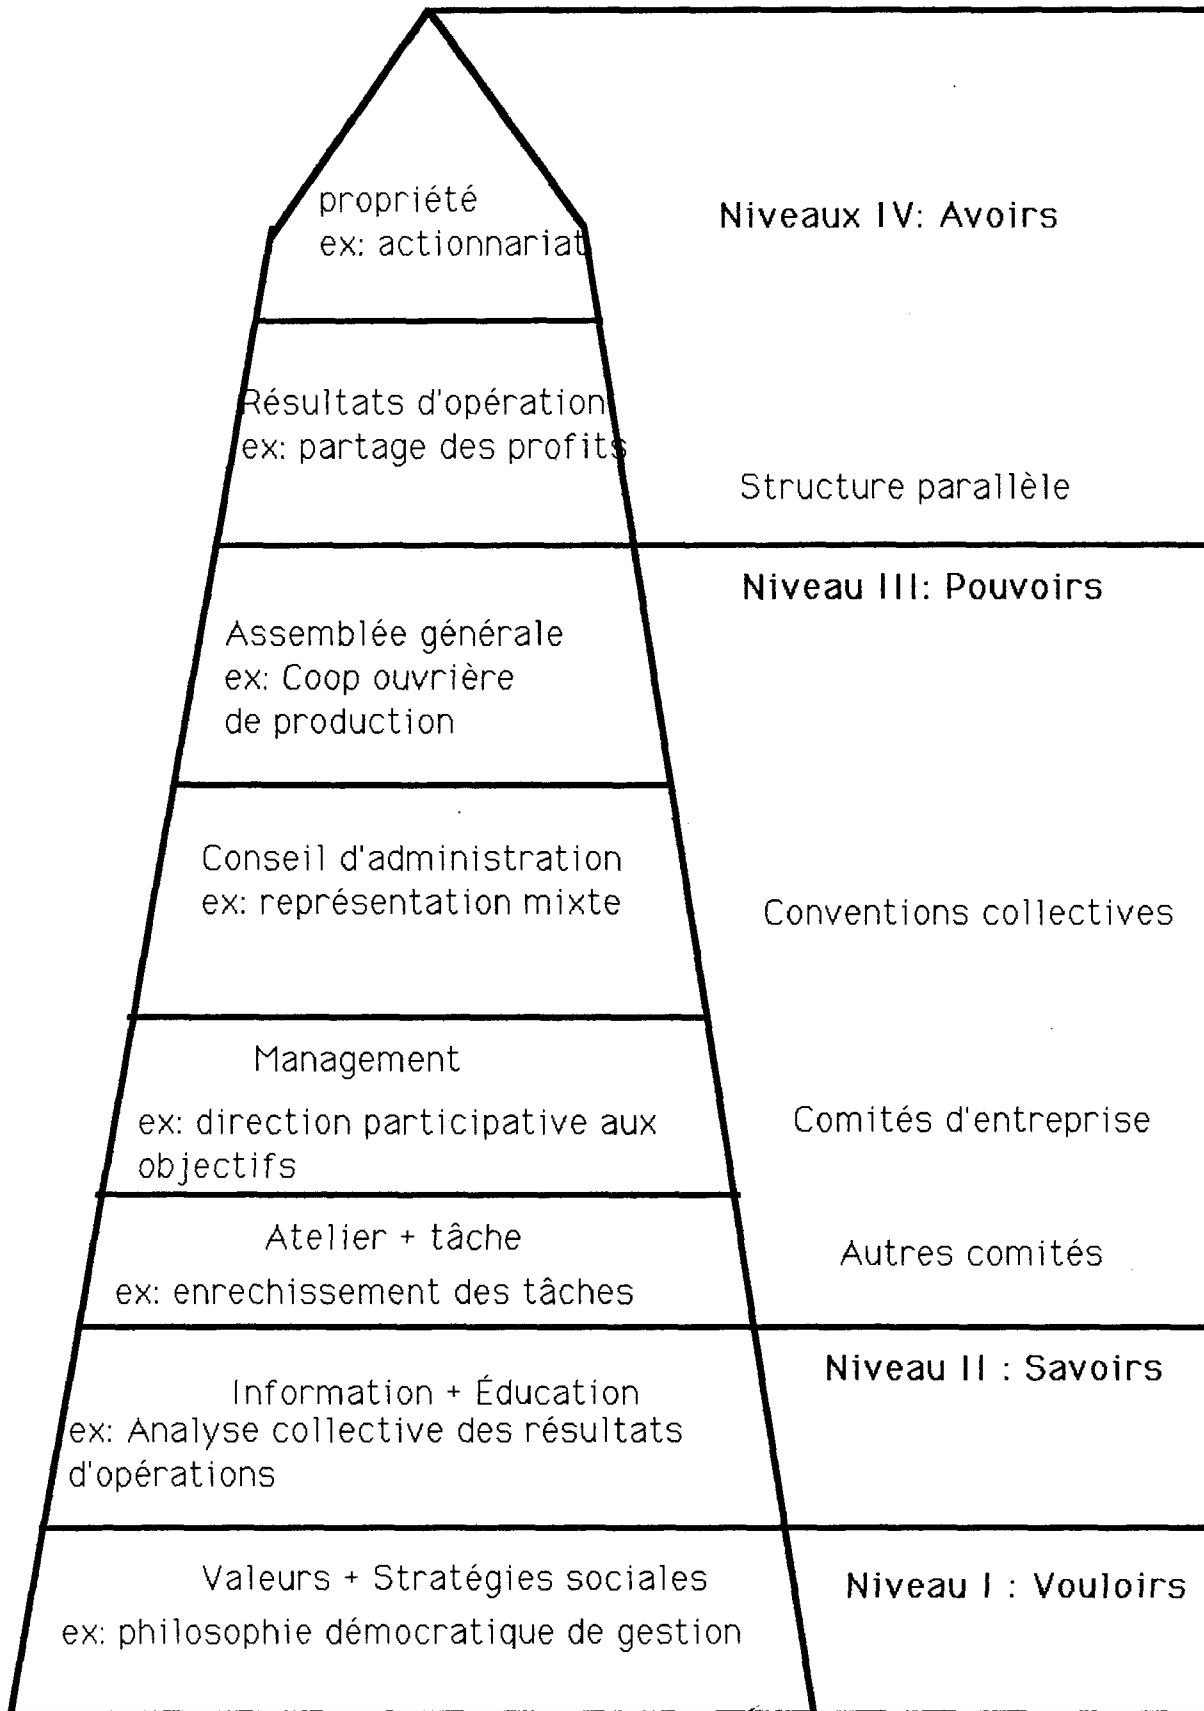 propriété
ex: actionnariat
Niveaux IV: Avoirs
Résultats d'opération
ex: partage des profits
Structure parallèle
Niveau III: Pouvoirs
Assemblée générale
ex: Coop ouvrière
de production
Conseil d'administration
ex: représentation mixte
Conventions collectives
Management
ex: direction participative aux
objectifs
Comités d'entreprise
Atelier + tâche
ex: enrechissement des tâches
Autres comités
Niveau II : Savoirs
Information + Éducation
ex: Analyse collective des résultats
d'opérations
Valeurs + Stratégies sociales
ex: philosophie démocratique de gestion
Niveau I : Vouloirs